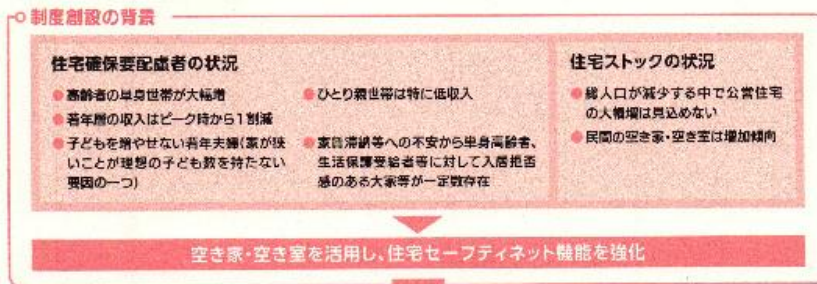 制度創設の背景
住宅確保要配慮者の状況
●高齢者の単身世帯が大幅増
●若年層の収入はピーク時から1割減
●子どもを増やせない若年夫婦(家が狭
いことが理想の子ども数を持たない
要因の一つ)
●ひとり親世帯は特に低収入
●家賃滞納等への不安から単身高齢者、
生活保護受給者等に対して入居拒否
感のある大家等が一定数存在
住宅ストックの状況
●総人口が減少する中で公営住宅
の大幅増は見込めない
●民間の空き家・空き室は増加傾向
空き家・空き室を活用し、住宅セーフティネット機能を強化